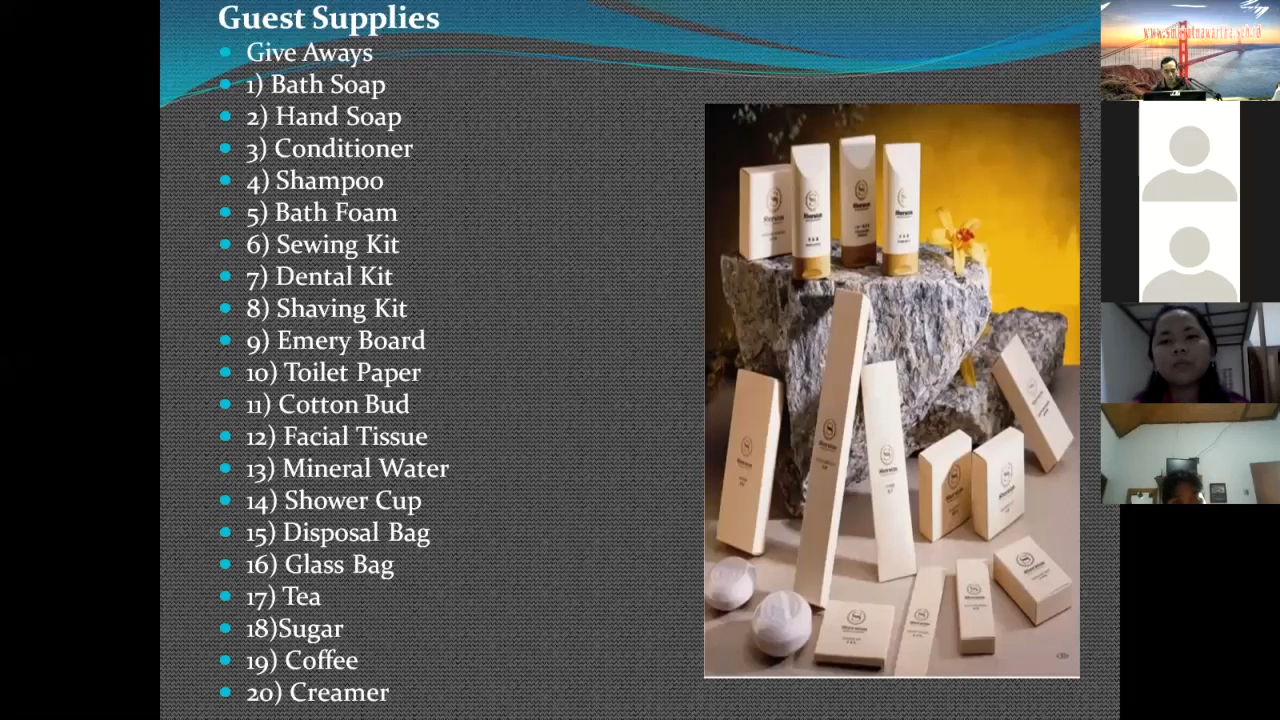 Guest Supplies
Give Aways
1) Bath Soap
2) Hand Soap
3) Conditioner
4) Shampoo
5) Bath Foam
6) Sewing Kit
7) Dental Kit
8) Shaving Kit
9) Emery Board
10) Toilet Paper
11) Cotton Bud
12) Facial Tissue
13) Mineral Water
14) Shower Cup
15) Disposal Bag
16) Glass Bag
17) Tea
18)Sugar
19) Coffee
20) Creamer